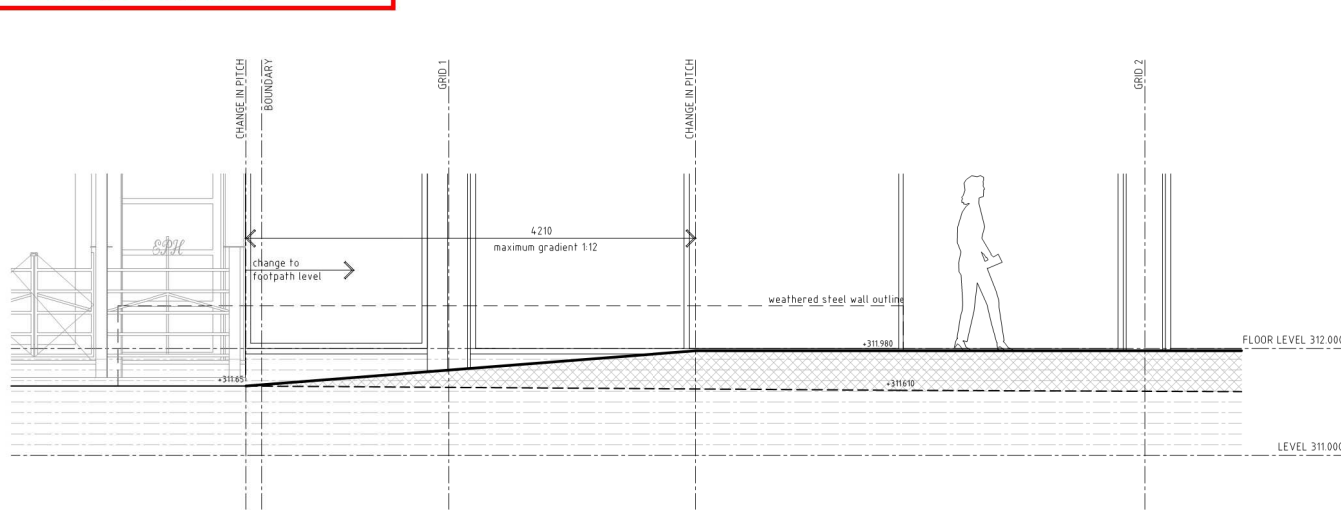 CHANGE IN PITCH
BOUNDARY
GRID 1
CHANGE IN PITCH
GRID 2
EPH
4210
maximum gradient 1:12
change to
footpath level
weathered steel wall outline
+311.980
FLOOR LEVEL 312.000
+311.65
+311.610
LEVEL 311.000